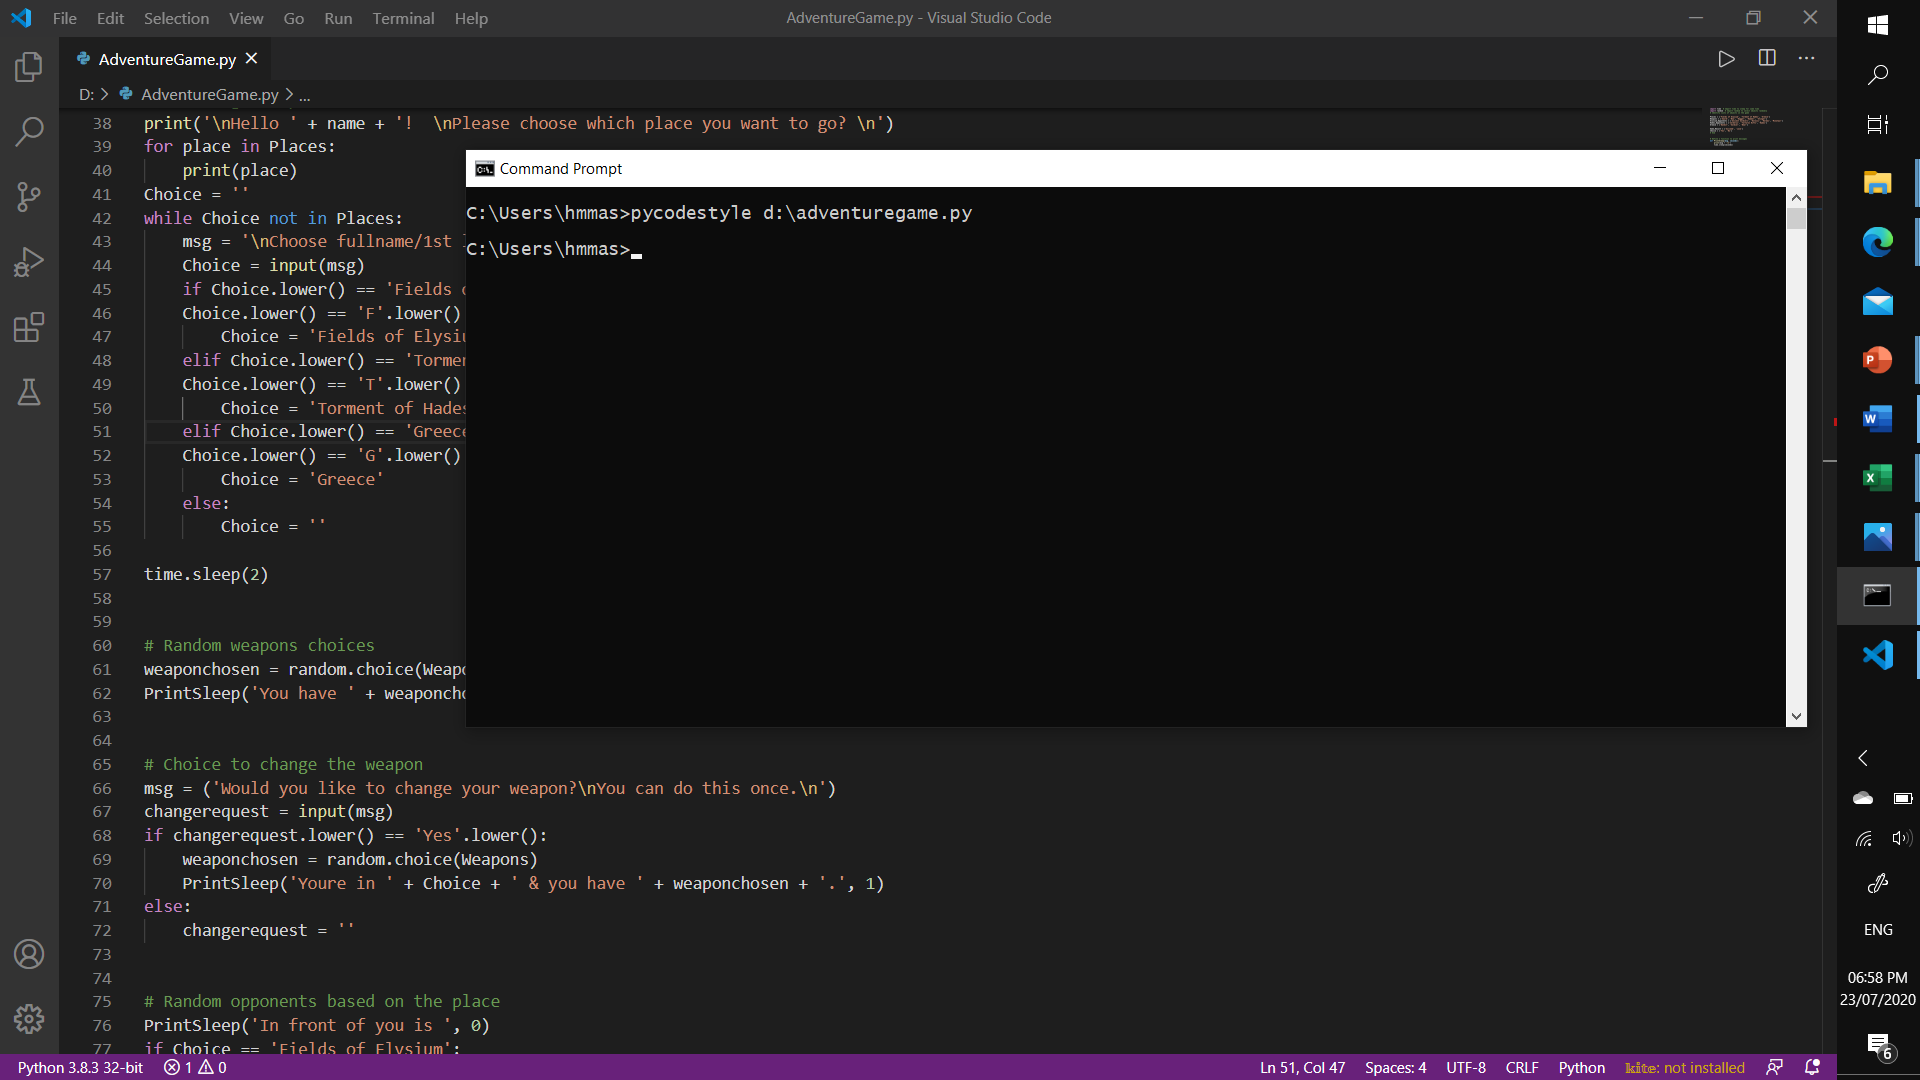 File Edit Selection View Go Run Terminal Help
AdventureGame.py - Visual Studio Code
AdventureGame.py
D: > AdventureGame.py > ...
38 print('\nHello ' + name + '!  \nPlease choose which place you want to go? \n')
39 for place in Places:
40     print(place)
41 Choice = ''
42 while Choice not in Places:
43     msg = '\nChoose fullname/1st
44     Choice = input(msg)
45     if Choice.lower() == 'Fields
46     Choice.lower() == 'F'.lower()
47         Choice = 'Fields of Elysiu
48     elif Choice.lower() == 'Tormen
49     Choice.lower() == 'T'.lower()
50         Choice = 'Torment of Hades
51     elif Choice.lower() == 'Greece
52     Choice.lower() == 'G'.lower()
53         Choice = 'Greece'
54     else:
55         Choice = ''
56
57 time.sleep(2)
58
59
60 # Random weapons choices
61 weaponchosen = random.choice(Weapo
62 PrintSleep('You have ' + weaponcho
63
64
65 # Choice to change the weapon
66 msg = ('Would you like to change your weapon?\nYou can do this once.\n')
67 changerequest = input(msg)
68 if changerequest.lower() == 'Yes'.lower():
69     weaponchosen = random.choice(Weapons)
70     PrintSleep('Youre in ' + Choice + ' & you have ' + weaponchosen + '.', 1)
71 else:
72     changerequest = ''
73
74
75 # Random opponents based on the place
76 PrintSleep('In front of you is ', 0)
77 if Choice == 'Fields of Elysium':
Command Prompt
C:\Users\hmmas>pycodestyle d:\adventuregame.py
C:\Users\hmmas>
Python 3.8.3 32-bit 1 0
Ln 51, Col 47 Spaces: 4 UTF-8 CRLF Python kite: not installed
ENG
06:58 PM
23/07/2020
6